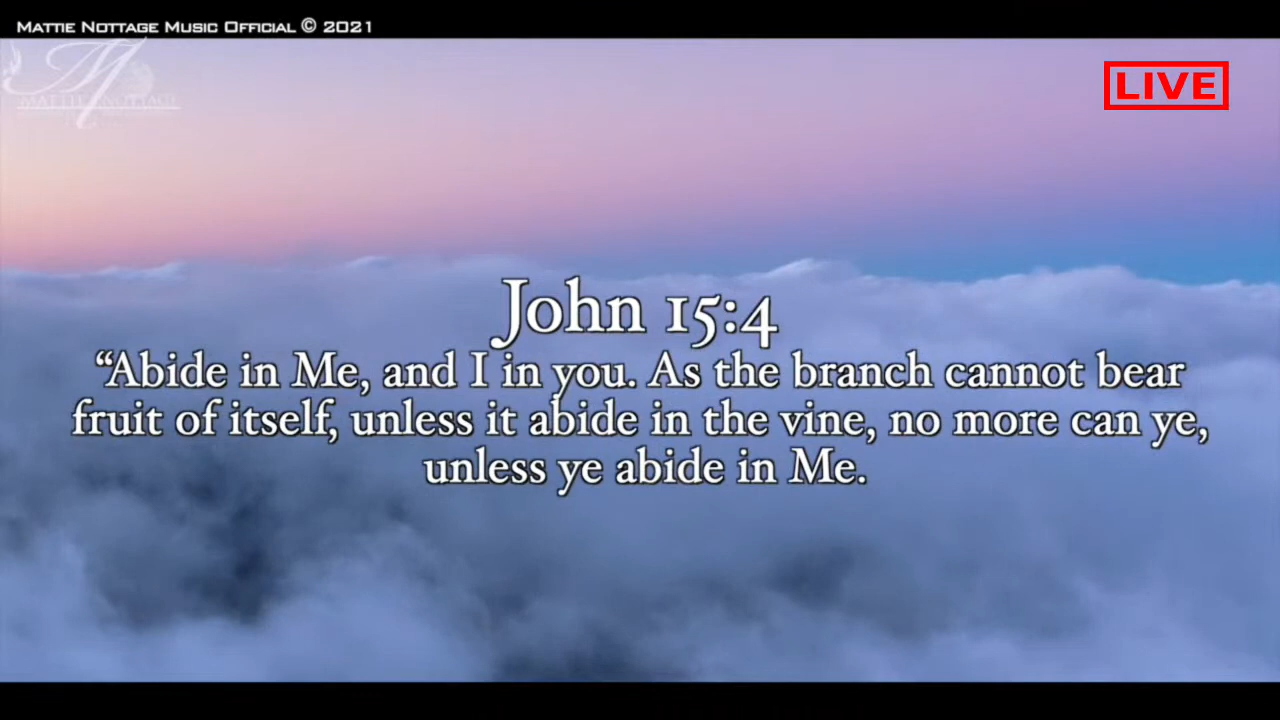 Mattie Nottage Music Official © 2021
LIVE
MATTIE NOTTAGE
John 15:4
“Abide in Me, and I in you. As the branch cannot bear
fruit of itself, unless it abide in the vine, no more can ye,
unless ye abide in Me.